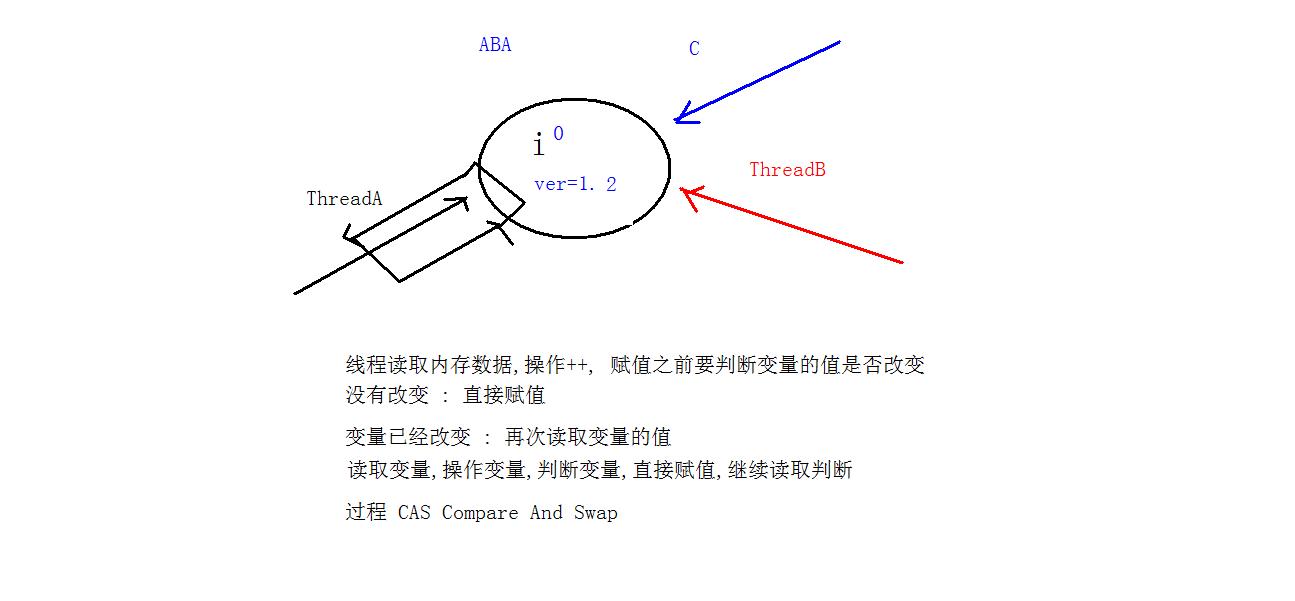 ABA
C
i 0
ver=1. 2
ThreadA
ThreadB
线程读取内存数据,操作++, 赋值之前要判断变量的值是否改变
没有改变 : 直接赋值
变量已经改变 : 再次读取变量的值
读取变量,操作变量,判断变量,直接赋值,继续读取判断
过程 CAS Compare And Swap